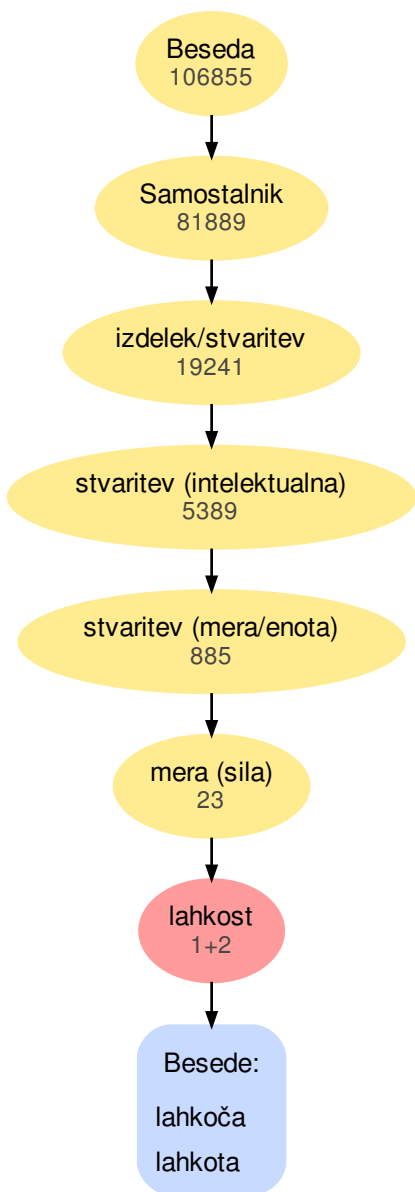 Beseda
106855
Samostalnik
81889
izdelek/stvaritev
19241
stvaritev (intelektualna)
5389
stvaritev (mera/enota)
885
mera (sila)
23
lahkost
1+2
Besede:
lahkoča
lahkota